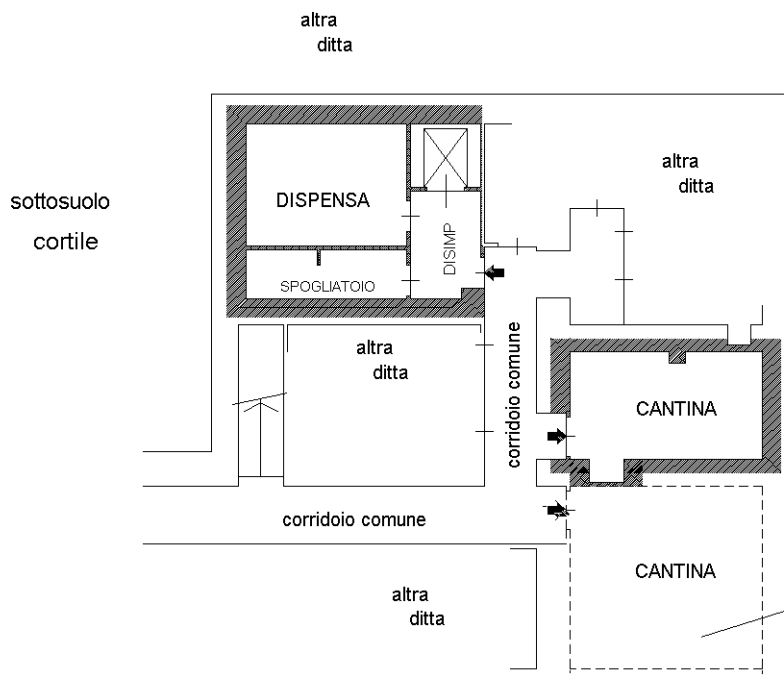 altra
ditta
altra
ditta
sottosuolo
cortile
DISPENSA
DISIMP
SPOGLIATOIO
altra
ditta
corridoio comune
CANTINA
corridoio comune
CANTINA
altra
ditta